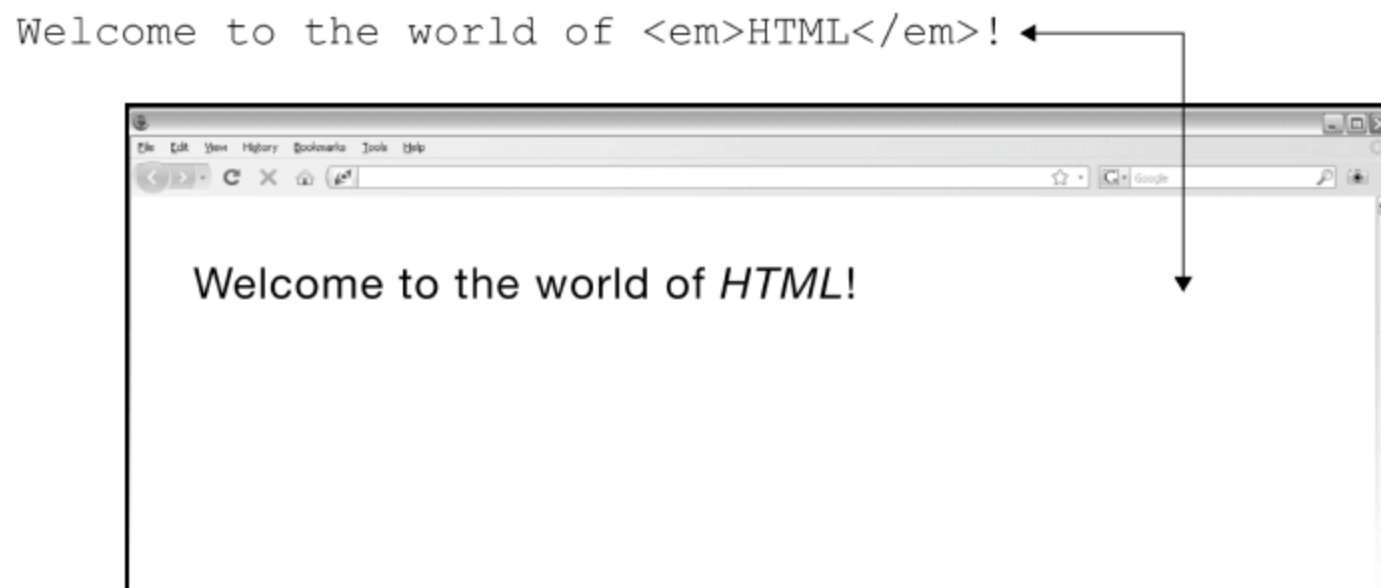 Welcome to the world of <em>HTML</em>!
File Edit View History Bookmarks Tools Help
G Google
Welcome to the world of HTML!